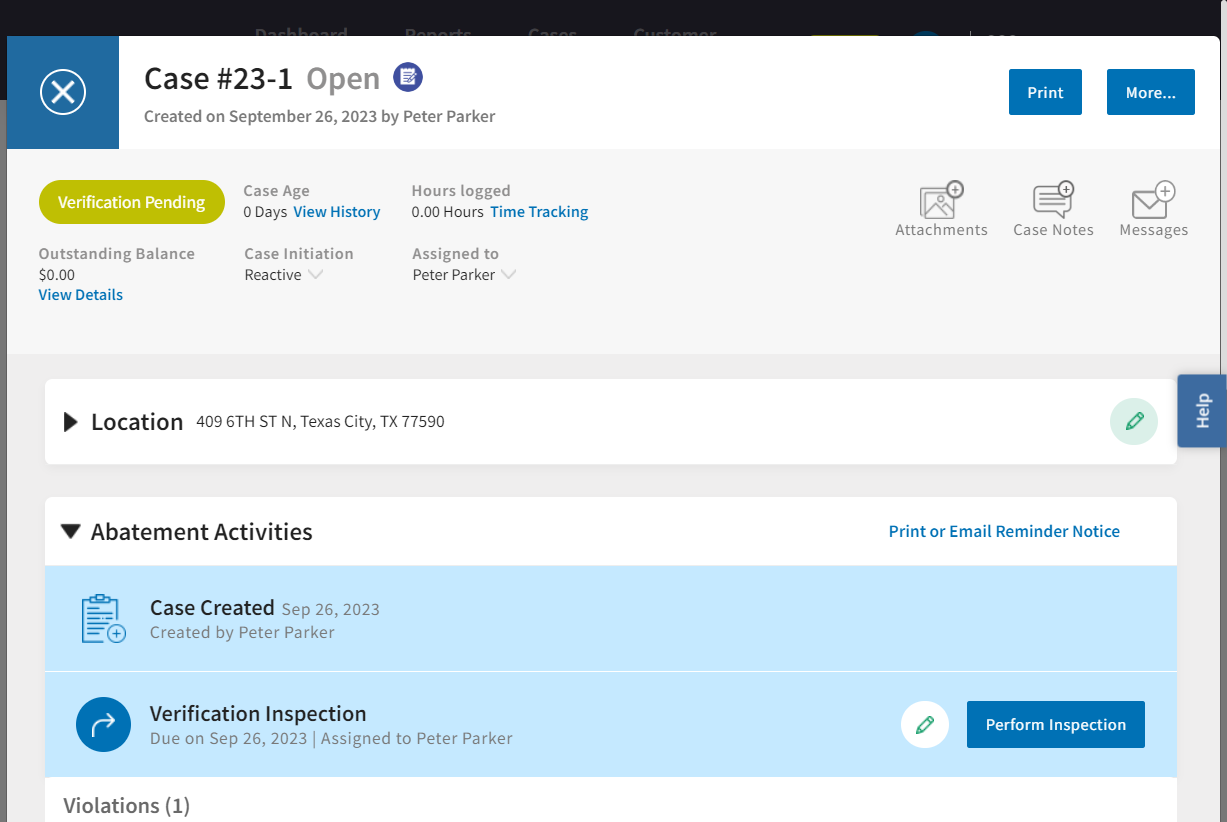 Dashboard Reports Cases Customer
Case #23-1 Open
Created on September 26, 2023 by Peter Parker
Print
More...
Verification Pending
Case Age
0 Days View History
Hours logged
0.00 Hours Time Tracking
Attachments
Case Notes
Messages
Outstanding Balance
$0.00
View Details
Case Initiation
Reactive
Assigned to
Peter Parker
Location 409 6TH ST N, Texas City, TX 77590
Help
Abatement Activities
Print or Email Reminder Notice
Case Created Sep 26, 2023
Created by Peter Parker
Verification Inspection
Due on Sep 26, 2023 | Assigned to Peter Parker
Perform Inspection
Violations (1)